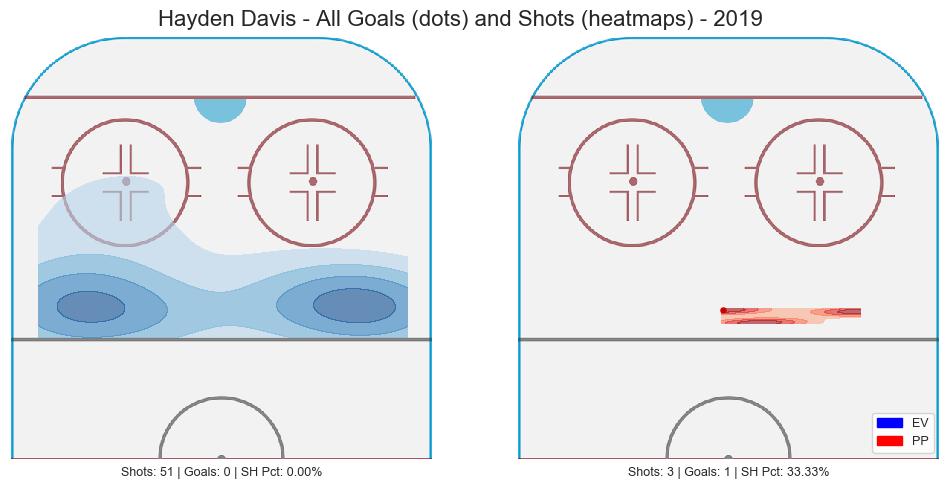 Hayden Davis - All Goals (dots) and Shots (heatmaps) - 2019
EV
PP
Shots: 51 | Goals: 0 | SH Pct: 0.00%
Shots: 3 | Goals: 1 | SH Pct: 33.33%